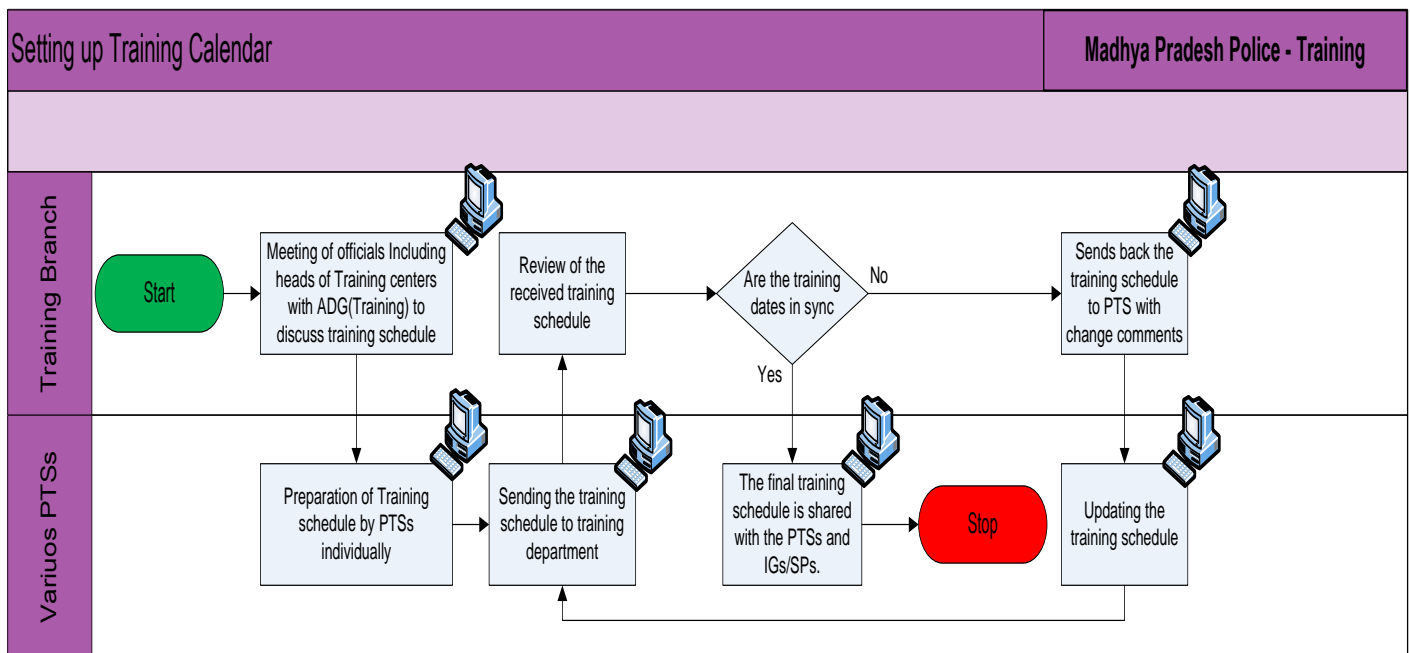 Setting up Training Calendar
Madhya Pradesh Police - Training
Training Branch
Start
Meeting of officials Including
heads of Training centers
with ADG(Training) to
discuss training schedule
Review of the
received training
schedule
Are the training
dates in sync
No
Yes
Sends back the
training schedule
to PTS with
change comments
Variuos PTSs
Preparation of Training
schedule by PTSs
individually
Sending the training
schedule to training
department
The final training
schedule is shared
with the PTSs and
IGs/SPs.
Stop
Updating the
training schedule